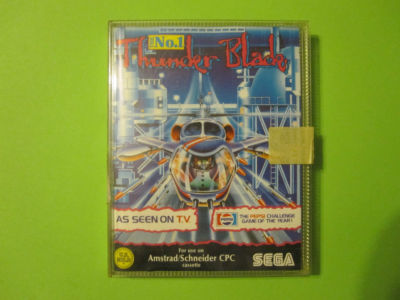 No.1
Thunder Blade
AS SEEN ON T.V
THE PEPSI CHALLENGE
GAME OF THE YEAR!
For use on
Amstrad/Schneider CPC
cassette
SEGA